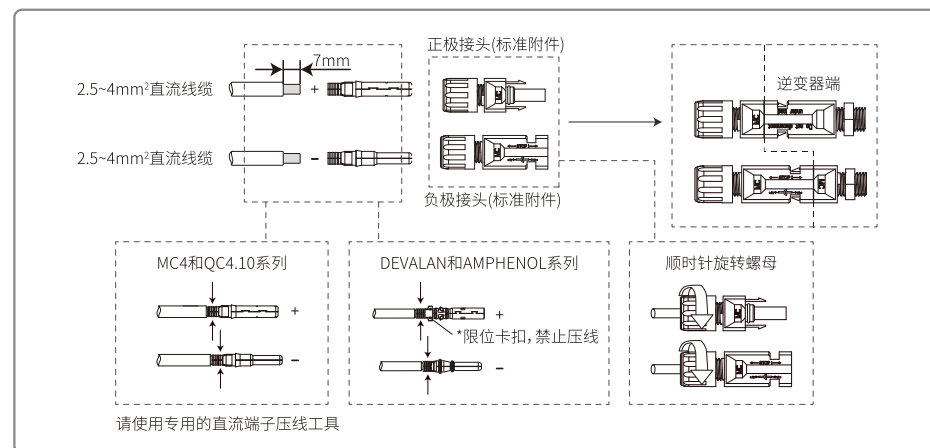 正极接头(标准附件)
7mm
2.5~4mm²直流线缆
+
逆变器端
2.5~4mm²直流线缆
-
负极接头(标准附件)
MC4和QC4.10系列
DEVALAN和AMPHENOL系列
顺时针旋转螺母
+
+
*限位卡扣，禁止压线
-
-
请使用专用的直流端子压线工具